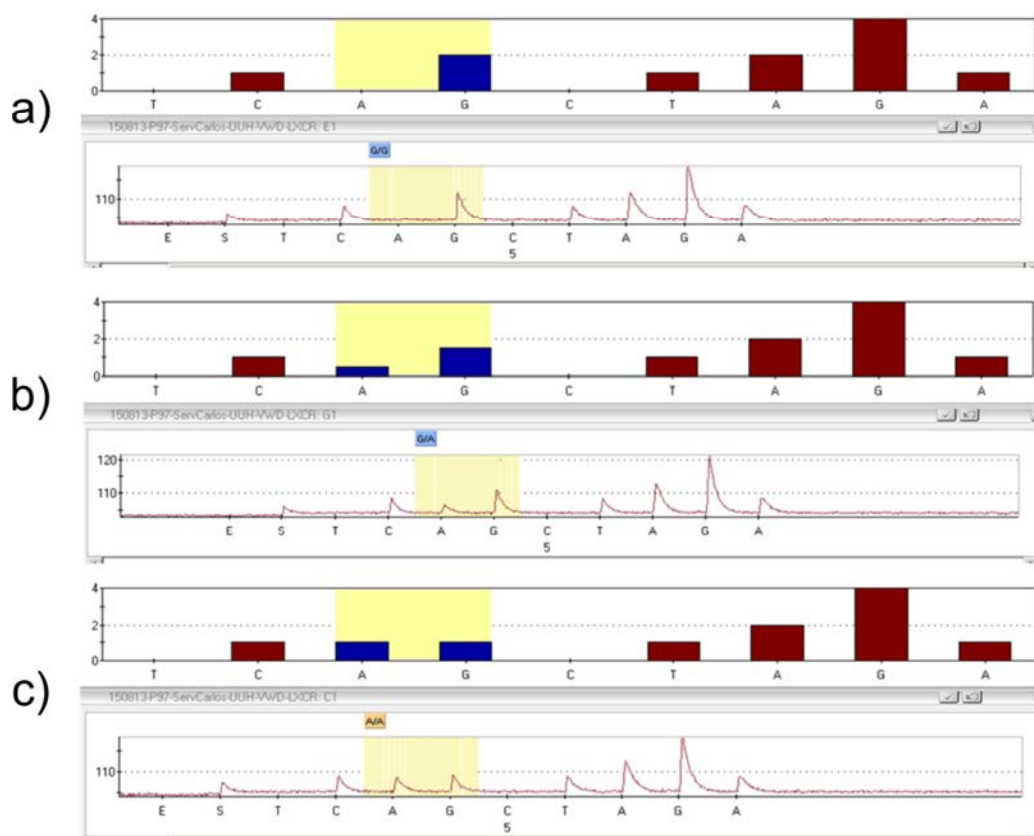 a)
4
2
0
T C A G C T A G A
150813-P97-ServCarlos-UUH-VWD-LXCR: E1
G/G
110
E S T C A G C T A G A
5
b)
4
2
0
T C A G C T A G A
150813-P97-ServCarlos-UUH-VWD-LXCR: G1
G/A
120
110
E S T C A G C T A G A
5
c)
4
2
0
T C A G C T A G A
150813-P97-ServCarlos-UUH-VWD-LXCR: C1
A/A
110
E S T C A G C T A G A
5